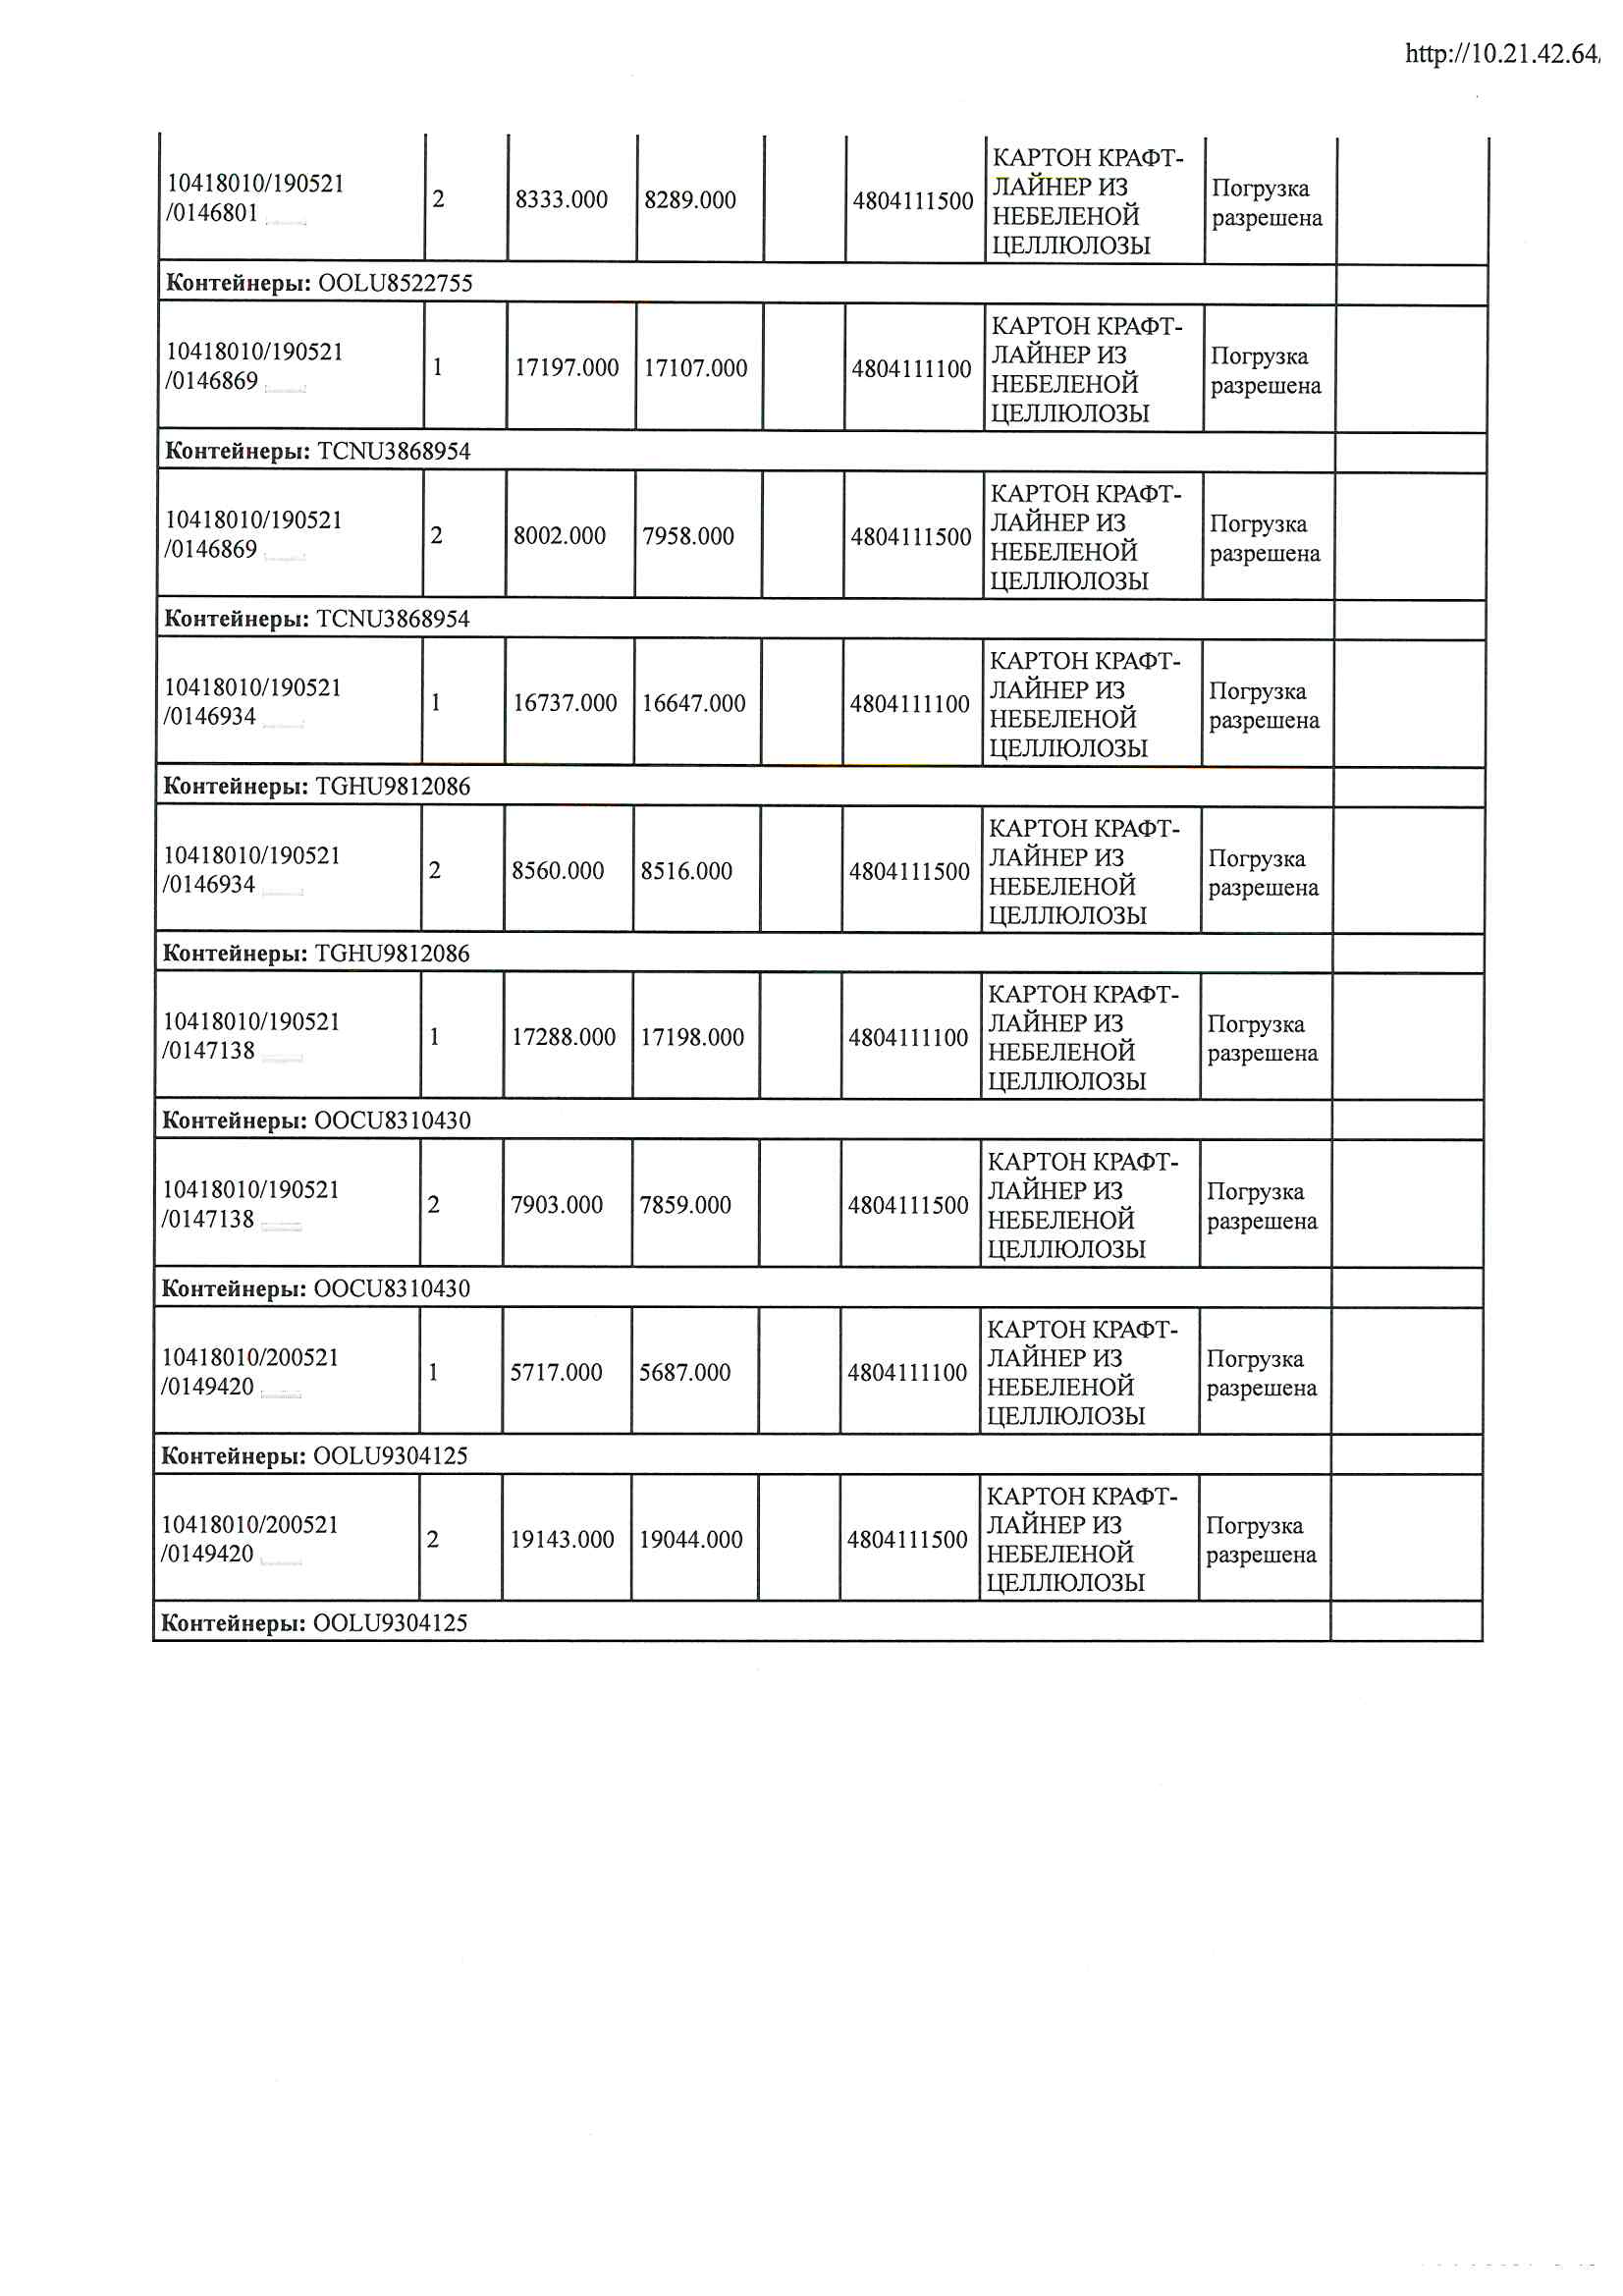 http://10.21.42.64/
10418010/190521
/0146801
2
8333.000
8289.000
4804111500
КАРТОН КРАФТ-
ЛАЙНЕР ИЗ
НЕБЕЛЕНОЙ
ЦЕЛЛЮЛОЗЫ
Погрузка
разрешена
Контейнеры: OOLU8522755
10418010/190521
/0146869
1
17197.000
17107.000
4804111100
КАРТОН КРАФТ-
ЛАЙНЕР ИЗ
НЕБЕЛЕНОЙ
ЦЕЛЛЮЛОЗЫ
Погрузка
разрешена
Контейнеры: TCNU3868954
10418010/190521
/0146869
2
8002.000
7958.000
4804111500
КАРТОН КРАФТ-
ЛАЙНЕР ИЗ
НЕБЕЛЕНОЙ
ЦЕЛЛЮЛОЗЫ
Погрузка
разрешена
Контейнеры: TCNU3868954
10418010/190521
/0146934
1
16737.000
16647.000
4804111100
КАРТОН КРАФТ-
ЛАЙНЕР ИЗ
НЕБЕЛЕНОЙ
ЦЕЛЛЮЛОЗЫ
Погрузка
разрешена
Контейнеры: TGHU9812086
10418010/190521
/0146934
2
8560.000
8516.000
4804111500
КАРТОН КРАФТ-
ЛАЙНЕР ИЗ
НЕБЕЛЕНОЙ
ЦЕЛЛЮЛОЗЫ
Погрузка
разрешена
Контейнеры: TGHU9812086
10418010/190521
/0147138
1
17288.000
17198.000
4804111100
КАРТОН КРАФТ-
ЛАЙНЕР ИЗ
НЕБЕЛЕНОЙ
ЦЕЛЛЮЛОЗЫ
Погрузка
разрешена
Контейнеры: OOCU8310430
10418010/190521
/0147138
2
7903.000
7859.000
4804111500
КАРТОН КРАФТ-
ЛАЙНЕР ИЗ
НЕБЕЛЕНОЙ
ЦЕЛЛЮЛОЗЫ
Погрузка
разрешена
Контейнеры: OOCU8310430
10418010/200521
/0149420
1
5717.000
5687.000
4804111100
КАРТОН КРАФТ-
ЛАЙНЕР ИЗ
НЕБЕЛЕНОЙ
ЦЕЛЛЮЛОЗЫ
Погрузка
разрешена
Контейнеры: OOLU9304125
10418010/200521
/0149420
2
19143.000
19044.000
4804111500
КАРТОН КРАФТ-
ЛАЙНЕР ИЗ
НЕБЕЛЕНОЙ
ЦЕЛЛЮЛОЗЫ
Погрузка
разрешена
Контейнеры: OOLU9304125